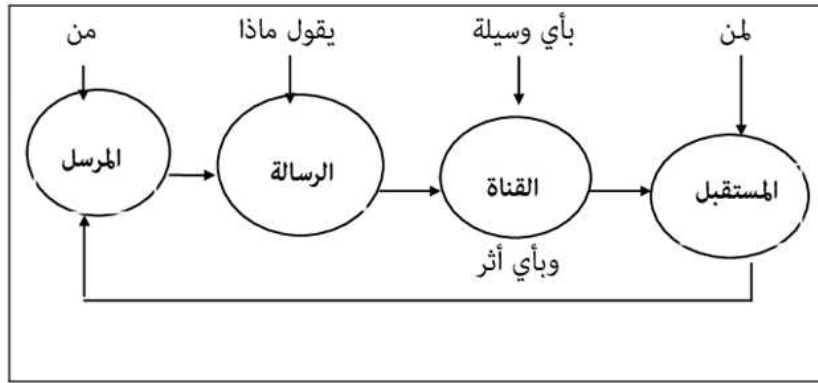 من
يقول ماذا
بأي وسيلة
لمن
المرسل
الرسالة
القناة
المستقبل
وبأي أثر